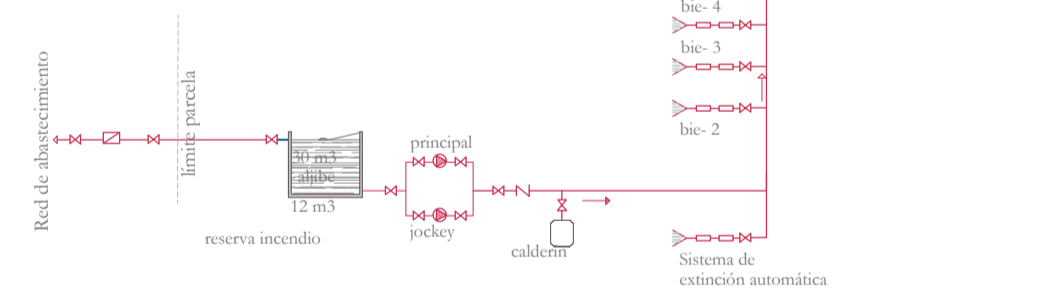 Red de abastecimiento
límite parcela
30 m3
aljibe
12 m3
reserva incendio
principal
jockey
calderín
bie- 4
bie- 3
bie- 2
Sistema de
extinción automática